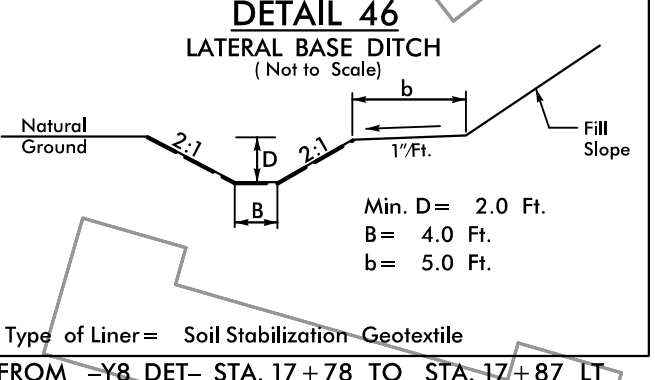 DETAIL 46
LATERAL BASE DITCH
( Not to Scale)
b
Natural
Ground
2:1
D
2:1
1"/Ft.
Fill
Slope
B
Min. D= 2.0 Ft.
B= 4.0 Ft.
b= 5.0 Ft.
Type of Liner= Soil Stabilization Geotextile
FROM -Y8 DET- STA. 17+78 TO STA. 17+87 LT